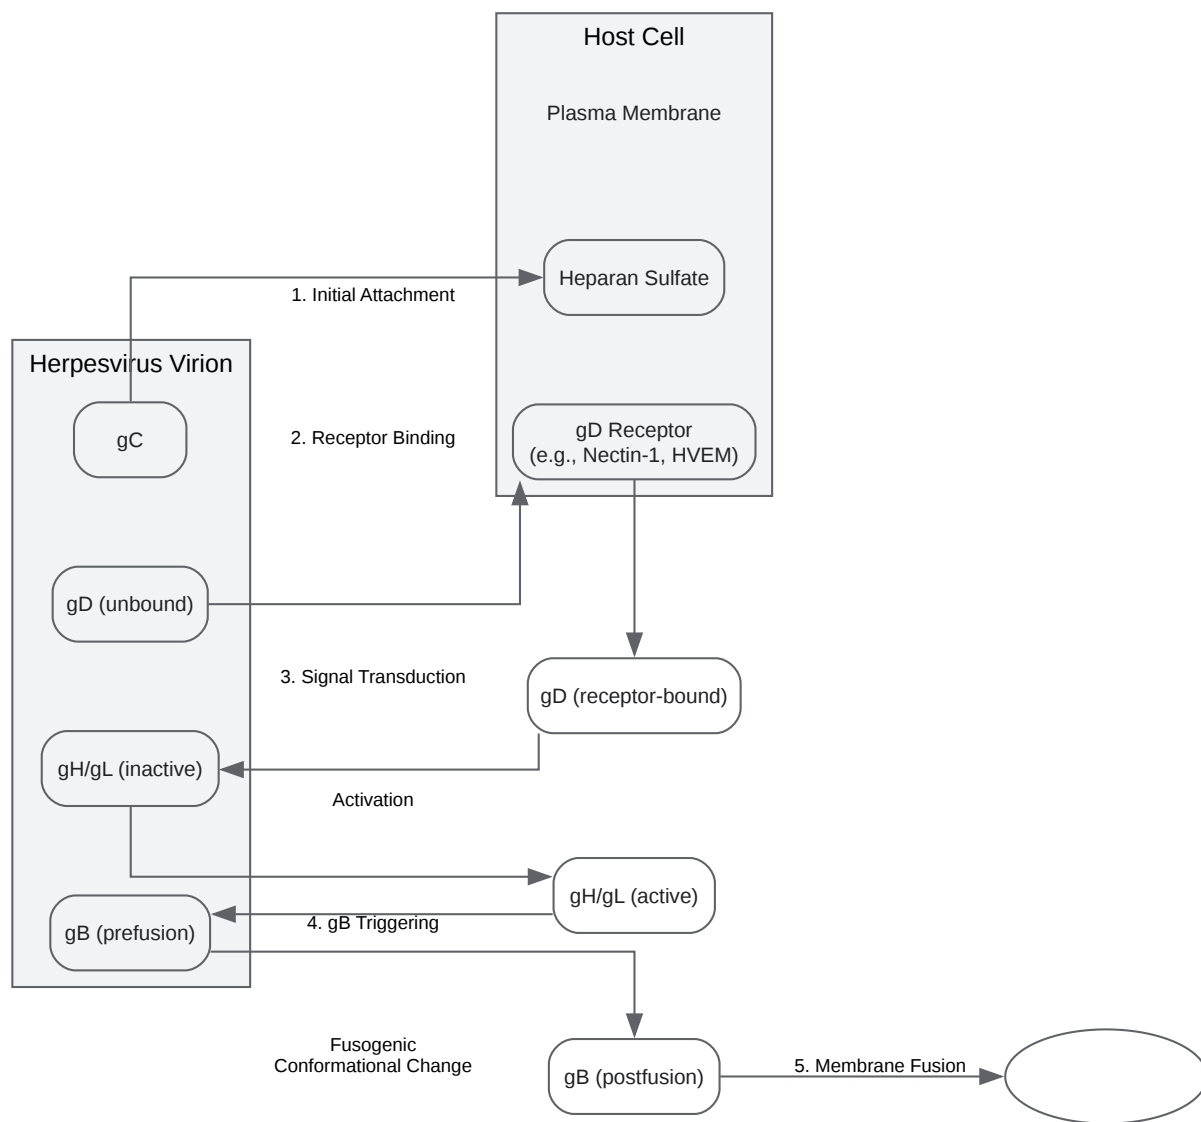 Host Cell
Plasma Membrane
Heparan Sulfate
1. Initial Attachment
Herpesvirus Virion
gC
2. Receptor Binding
gD Receptor
(e.g., Nectin-1, HVEM)
gD (unbound)
3. Signal Transduction
gD (receptor-bound)
gH/gL (inactive)
Activation
gH/gL (active)
4. gB Triggering
gB (prefusion)
Fusogenic
Conformational Change
gB (postfusion)
5. Membrane Fusion